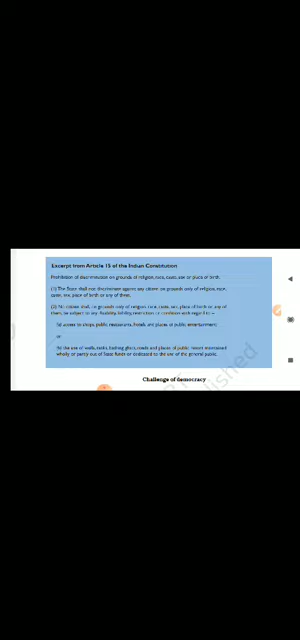 Excerpt from Article 15 of the Indian Constitution
Prohibition of discrimination on grounds of religion, race, caste, sex or place of birth.
(1) The State shall not discriminate against any citizen on grounds only of religion, race,
caste, sex, place of birth or any of them.
(2) No citizen shall, on grounds only of religion, race, caste, sex, place of birth or any of
them, be subject to any disability, liability, restriction or condition with regard to –
(a) access to shops, public restaurants, hotels and places of public entertainment;
or
(b) the use of wells, tanks, bathing ghats, roads and places of public resort maintained
wholly or partly out of State funds or dedicated to the use of the general public.
Challenge of democracy